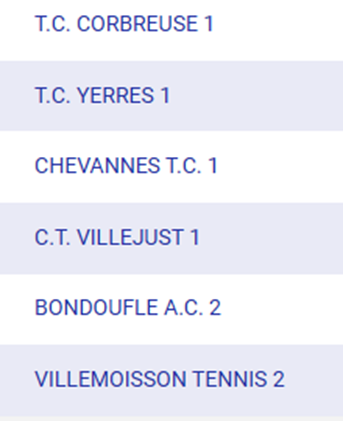 T.C. CORBREUSE 1
T.C. YERRES 1
CHEVANNES T.C. 1
C.T. VILLEJUST 1
BONDOUFLE A.C. 2
VILLEMOISSON TENNIS 2